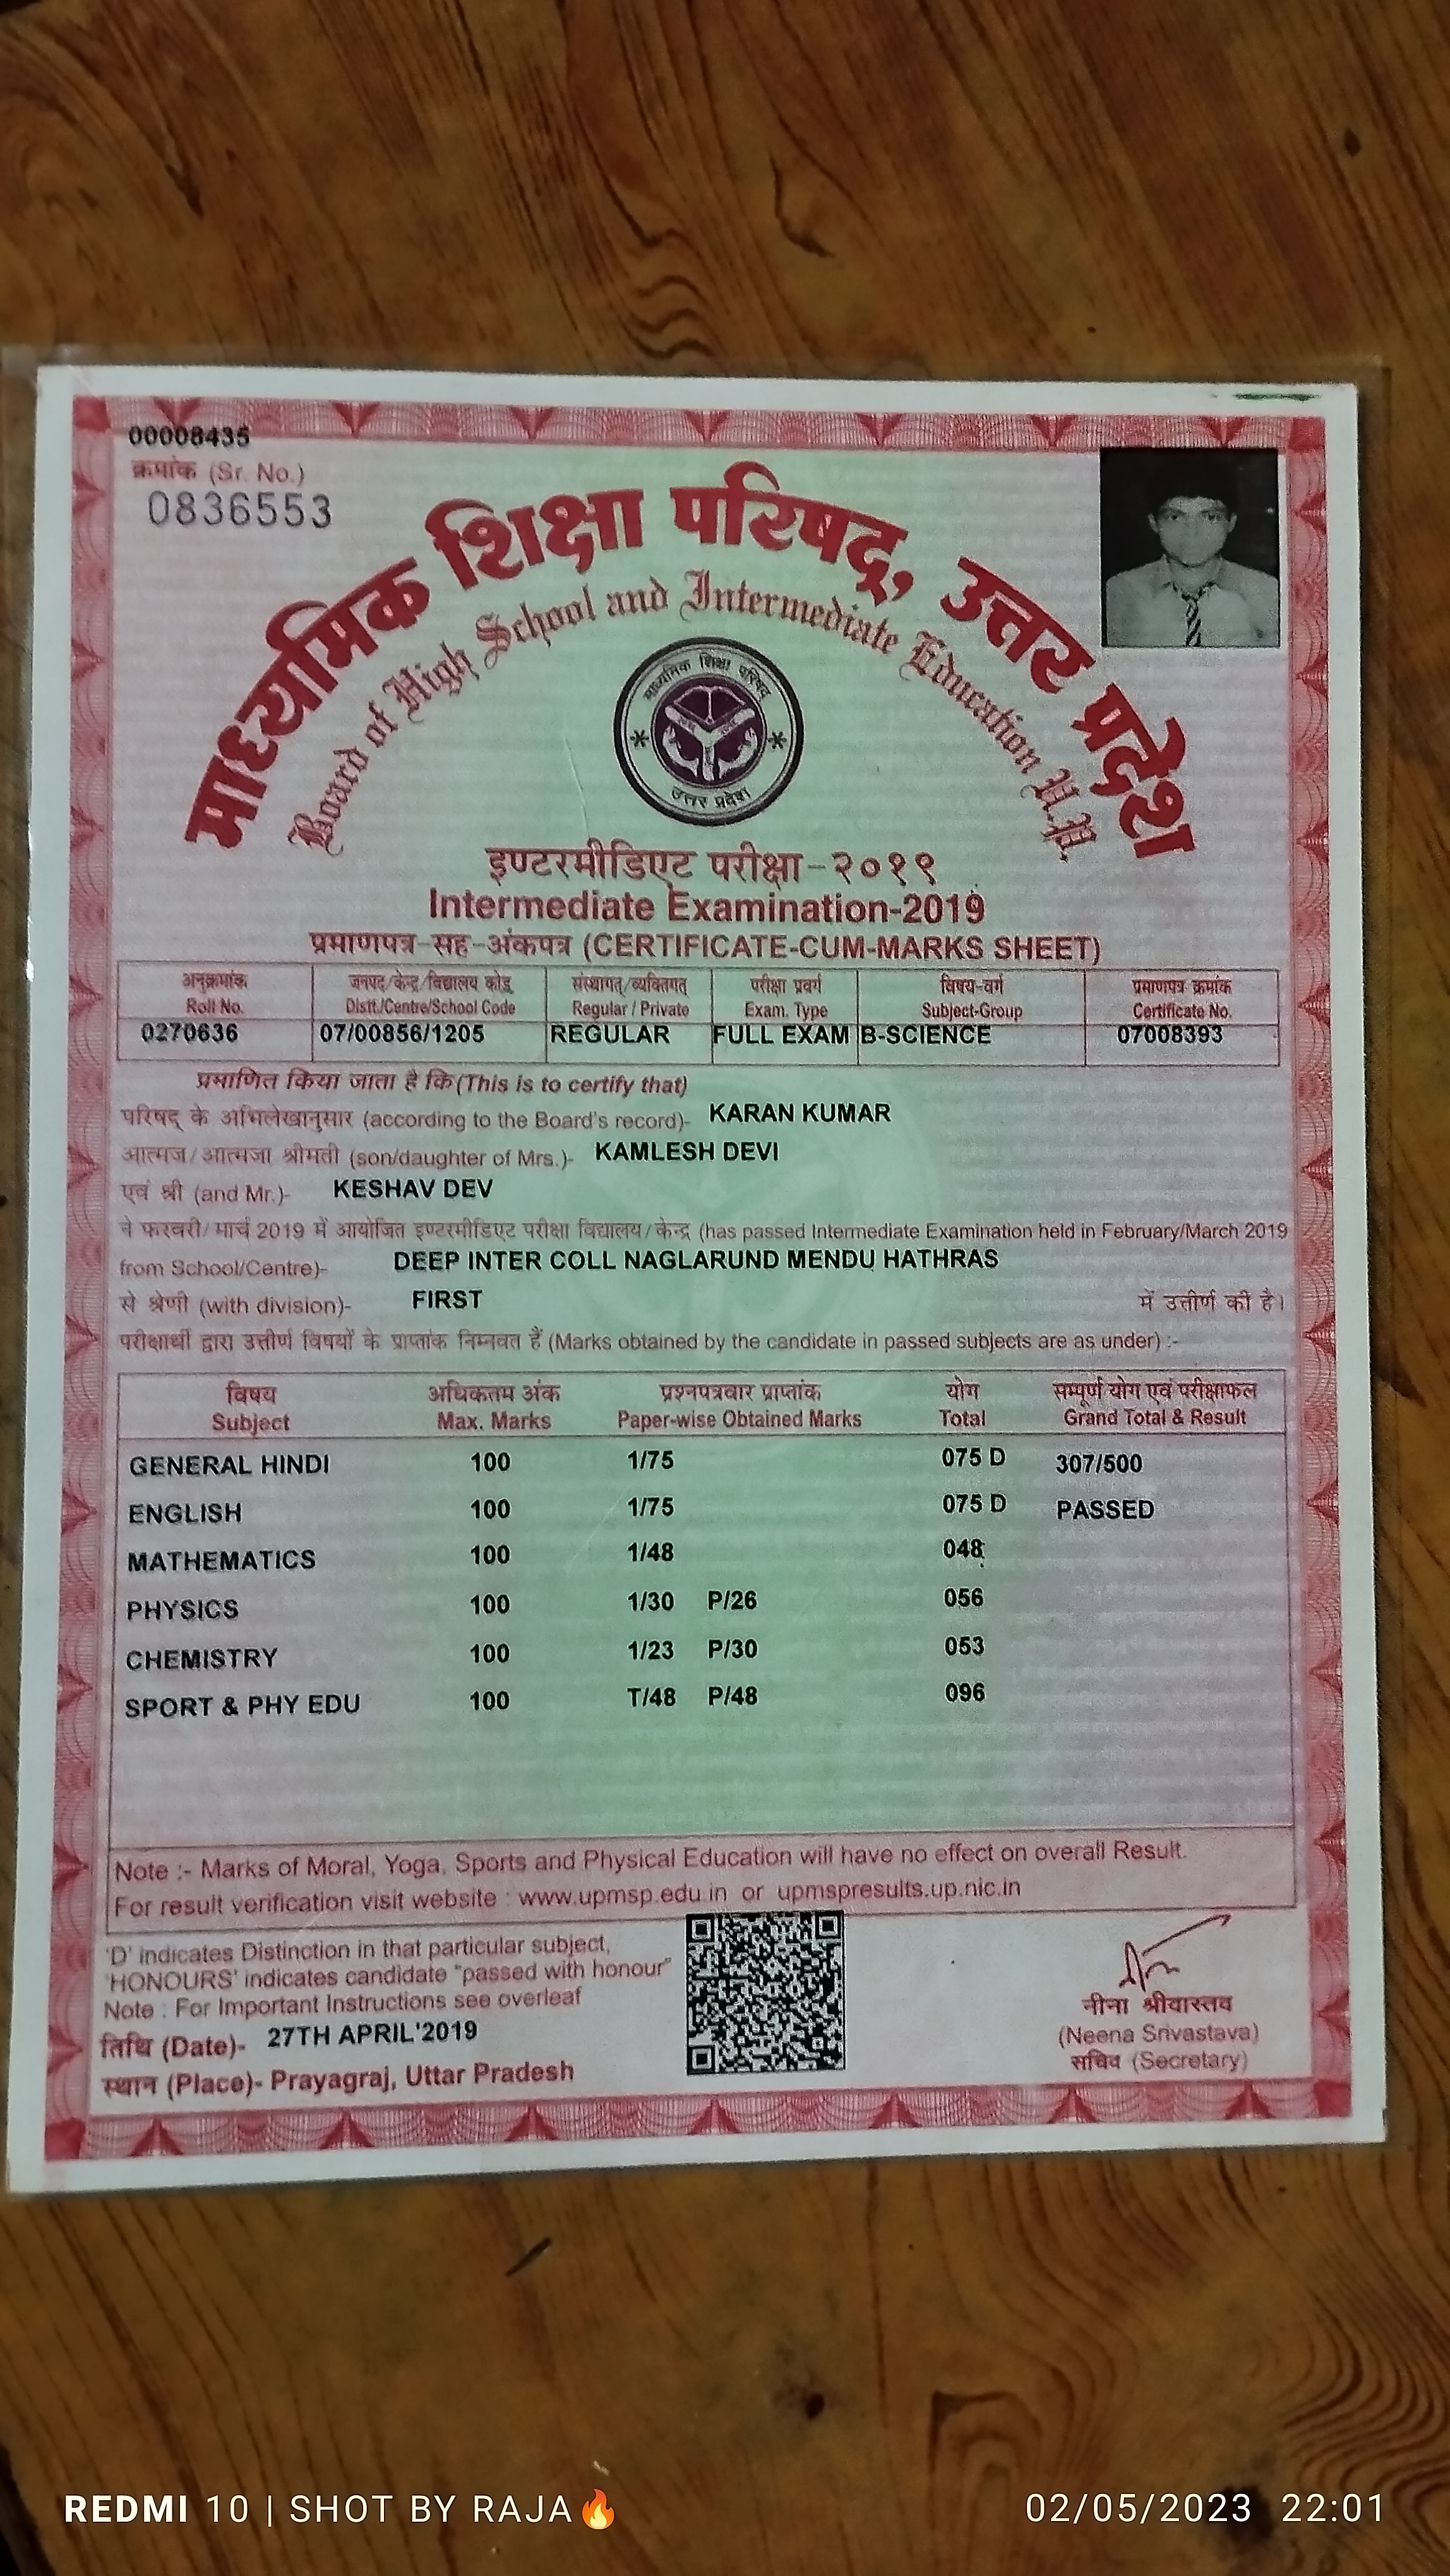 00008435
क्रमांक (Sr. No.)
0836553
माध्यमिक शिक्षा परिषद्, उत्तर प्रदेश
Board of High School and Intermediate Education U.P.
माध्यमिक शिक्षा परिषद्
उत्तर प्रदेश
इण्टरमीडिएट परीक्षा-२०१९
Intermediate Examination-2019
प्रमाणपत्र-सह-अंकपत्र (CERTIFICATE-CUM-MARKS SHEET)
अनुक्रमांक जनपद/केन्द्र/विद्यालय कोड् संस्थागत्/व्यक्तिगत् परीक्षा प्रवर्ग विषय-वर्ग प्रमाणपत्र क्रमांक
Roll No. Distt./Centre/School Code Regular / Private Exam. Type Subject-Group Certificate No.
0270636 07/00856/1205 REGULAR FULL EXAM B-SCIENCE 07008393
प्रमाणित किया जाता है कि (This is to certify that)
परिषद् के अभिलेखानुसार (according to the Board's record)- KARAN KUMAR
आत्मज/आत्मजा श्रीमती (son/daughter of Mrs.)- KAMLESH DEVI
एवं श्री (and Mr.)- KESHAV DEV
ने फरवरी/मार्च 2019 में आयोजित इण्टरमीडिएट परीक्षा विद्यालय/केन्द्र (has passed Intermediate Examination held in February/March 2019
from School/Centre)- DEEP INTER COLL NAGLARUND MENDU HATHRAS
से श्रेणी (with division)- FIRST में उत्तीर्ण की है।
परीक्षार्थी द्वारा उत्तीर्ण विषयों के प्राप्तांक निम्नवत हैं (Marks obtained by the candidate in passed subjects are as under) :-
विषय अधिकतम अंक प्रश्नपत्रवार प्राप्तांक योग सम्पूर्ण योग एवं परीक्षाफल
Subject Max. Marks Paper-wise Obtained Marks Total Grand Total & Result
GENERAL HINDI 100 1/75 075 D 307/500
ENGLISH 100 1/75 075 D PASSED
MATHEMATICS 100 1/48 048
PHYSICS 100 1/30 P/26 056
CHEMISTRY 100 1/23 P/30 053
SPORT & PHY EDU 100 T/48 P/48 096
Note :- Marks of Moral, Yoga, Sports and Physical Education will have no effect on overall Result.
For result verification visit website : www.upmsp.edu.in or upmspresults.up.nic.in
'D' indicates Distinction in that particular subject,
'HONOURS' indicates candidate "passed with honour"
Note : For Important Instructions see overleaf
तिथि (Date)- 27TH APRIL'2019
स्थान (Place)- Prayagraj, Uttar Pradesh
नीना श्रीवास्तव
(Neena Srivastava)
सचिव (Secretary)
REDMI 10 | SHOT BY RAJA🔥 02/05/2023 22:01